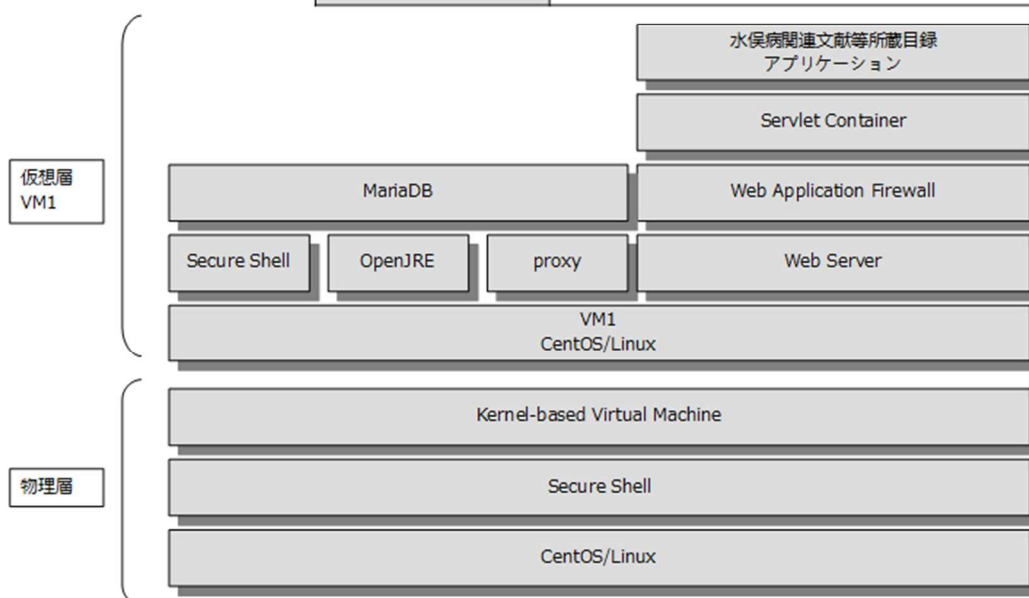 水俣病関連文献等所蔵目録
アプリケーション
Servlet Container
仮想層
VM1
MariaDB
Web Application Firewall
Secure Shell
OpenJRE
proxy
Web Server
VM1
CentOS/Linux
Kernel-based Virtual Machine
物理層
Secure Shell
CentOS/Linux